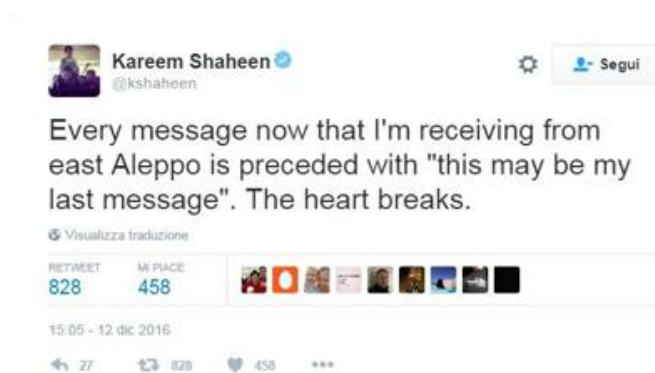 Kareem Shaheen
@kshaheen
Segui
Every message now that I'm receiving from
east Aleppo is preceded with "this may be my
last message". The heart breaks.
Visualizza traduzione
RETWEET MI PIACE
828 458
15:05 - 12 dic 2016
27 828 458